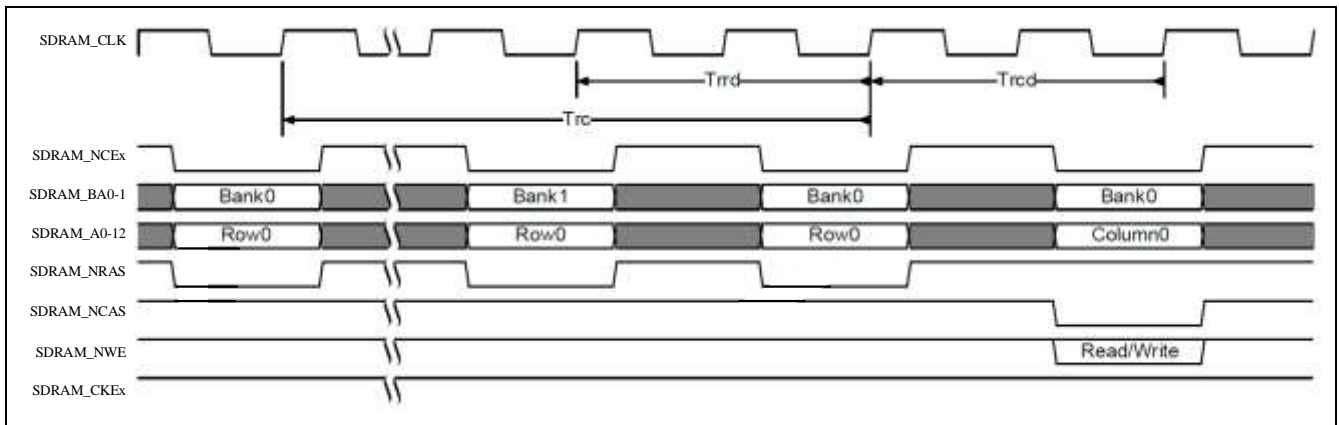 SDRAM_CLK
Trrd Trcd
Trc
SDRAM_NCEx
SDRAM_BA0-1 Bank0 Bank1 Bank0 Bank0
SDRAM_A0-12 Row0 Row0 Row0 Column0
SDRAM_NRAS
SDRAM_NCAS
SDRAM_NWE Read/Write
SDRAM_CKEx